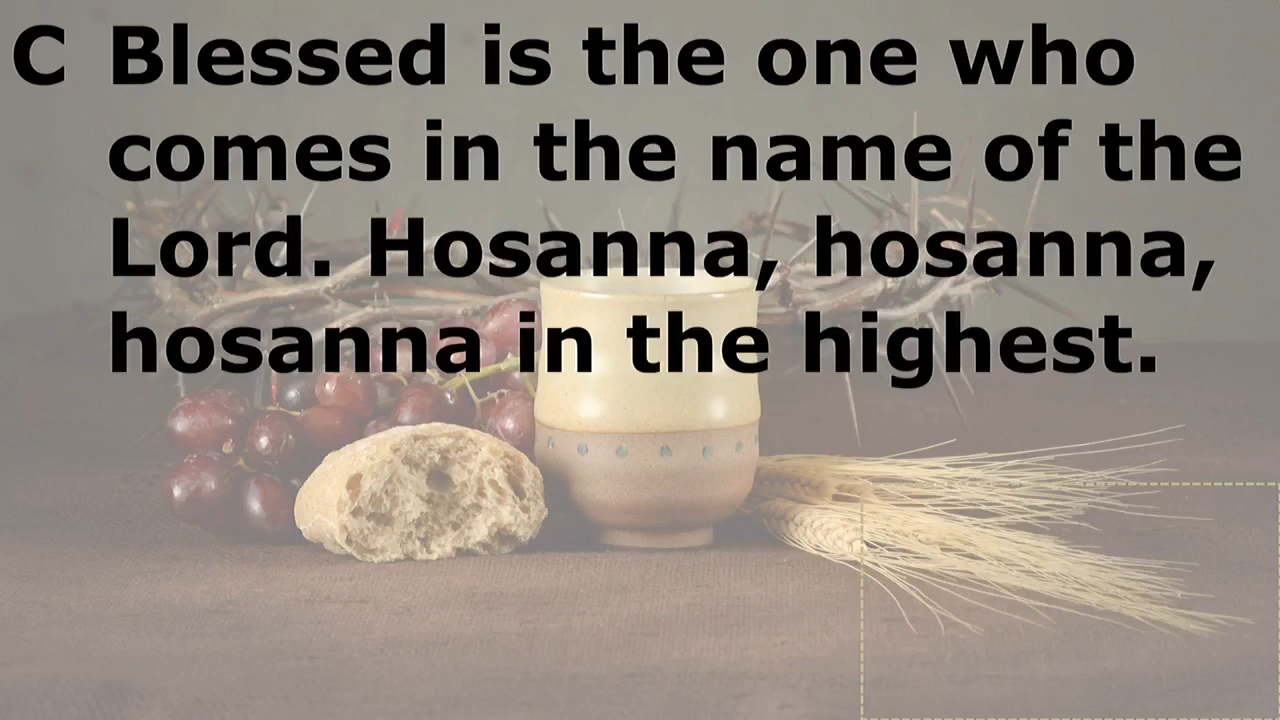 C Blessed is the one who
comes in the name of the
Lord. Hosanna, hosanna,
hosanna in the highest.